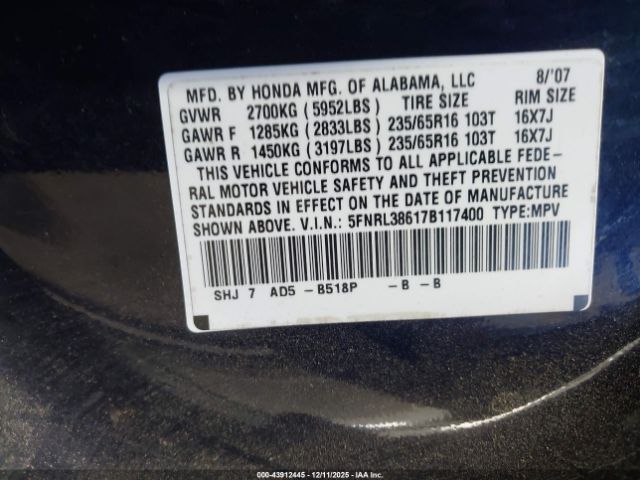 MFD. BY HONDA MFG. OF ALABAMA, LLC 8/'07
GVWR 2700KG (5952LBS) TIRE SIZE RIM SIZE
GAWR F 1285KG (2833LBS) 235/65R16 103T 16X7J
GAWR R 1450KG (3197LBS) 235/65R16 103T 16X7J
THIS VEHICLE CONFORMS TO ALL APPLICABLE FEDE-
RAL MOTOR VEHICLE SAFETY AND THEFT PREVENTION
STANDARDS IN EFFECT ON THE DATE OF MANUFACTURE
SHOWN ABOVE. V.I.N.: 5FNRL38617B117400 TYPE:MPV
SHJ 7 AD5 -B518P -B -B
000-43912445 - 12/11/2025 - IAAI.COM